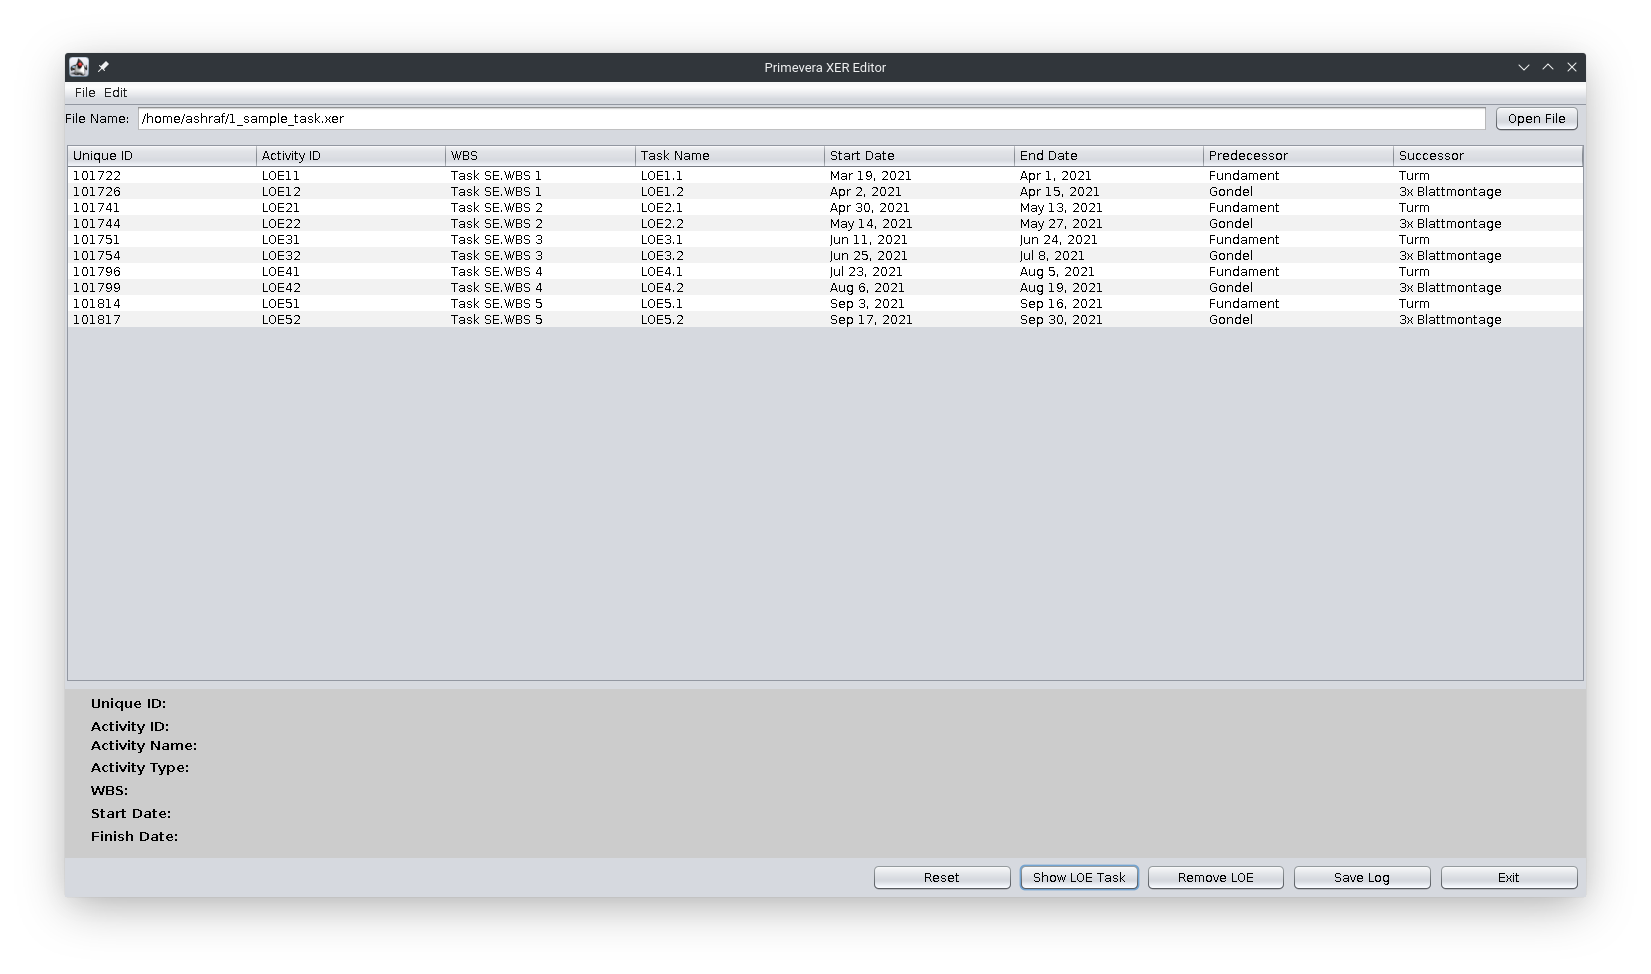 Primevera XER Editor
File Edit
File Name: /home/ashraf/1_sample_task.xer Open File
Unique ID Activity ID WBS Task Name Start Date End Date Predecessor Successor
101722 LOE11 Task SE.WBS 1 LOE1.1 Mar 19, 2021 Apr 1, 2021 Fundament Turm
101726 LOE12 Task SE.WBS 1 LOE1.2 Apr 2, 2021 Apr 15, 2021 Gondel 3x Blattmontage
101741 LOE21 Task SE.WBS 2 LOE2.1 Apr 30, 2021 May 13, 2021 Fundament Turm
101744 LOE22 Task SE.WBS 2 LOE2.2 May 14, 2021 May 27, 2021 Gondel 3x Blattmontage
101751 LOE31 Task SE.WBS 3 LOE3.1 Jun 11, 2021 Jun 24, 2021 Fundament Turm
101754 LOE32 Task SE.WBS 3 LOE3.2 Jun 25, 2021 Jul 8, 2021 Gondel 3x Blattmontage
101796 LOE41 Task SE.WBS 4 LOE4.1 Jul 23, 2021 Aug 5, 2021 Fundament Turm
101799 LOE42 Task SE.WBS 4 LOE4.2 Aug 6, 2021 Aug 19, 2021 Gondel 3x Blattmontage
101814 LOE51 Task SE.WBS 5 LOE5.1 Sep 3, 2021 Sep 16, 2021 Fundament Turm
101817 LOE52 Task SE.WBS 5 LOE5.2 Sep 17, 2021 Sep 30, 2021 Gondel 3x Blattmontage
Unique ID:
Activity ID:
Activity Name:
Activity Type:
WBS:
Start Date:
Finish Date:
Reset Show LOE Task Remove LOE Save Log Exit